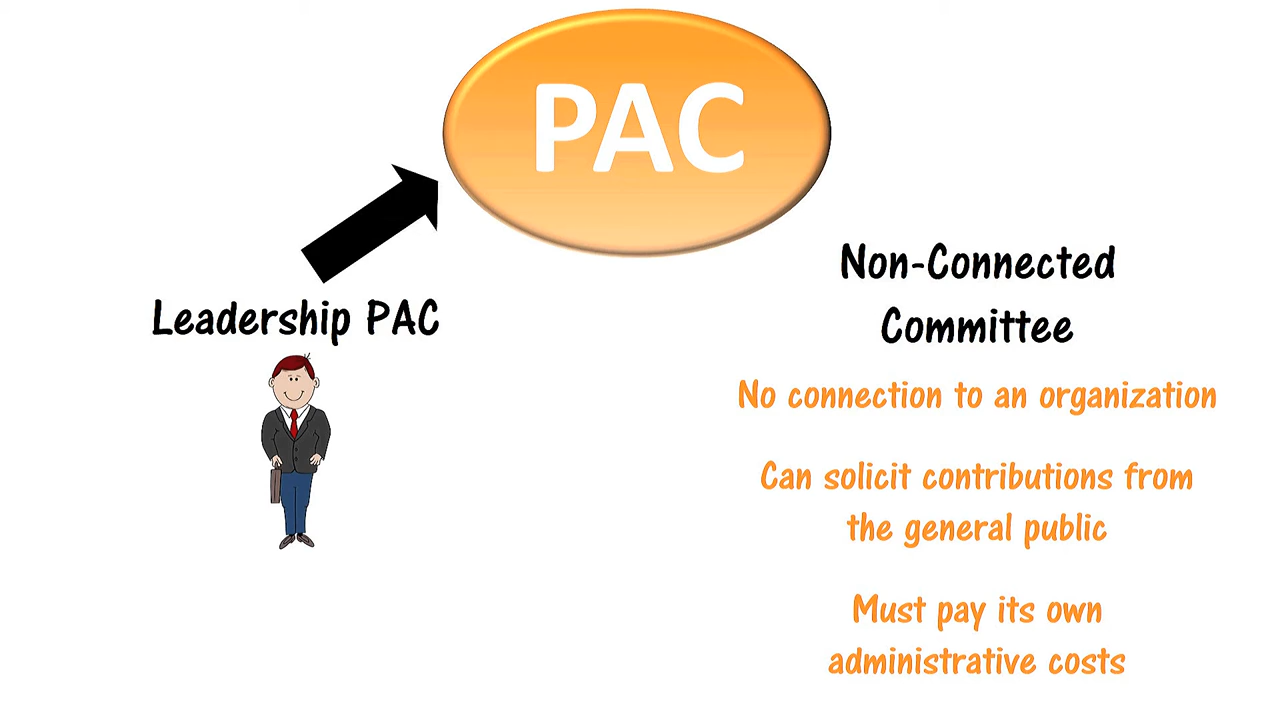 PAC
Leadership PAC
Non-Connected
Committee
No connection to an organization
Can solicit contributions from
the general public
Must pay its own
administrative costs